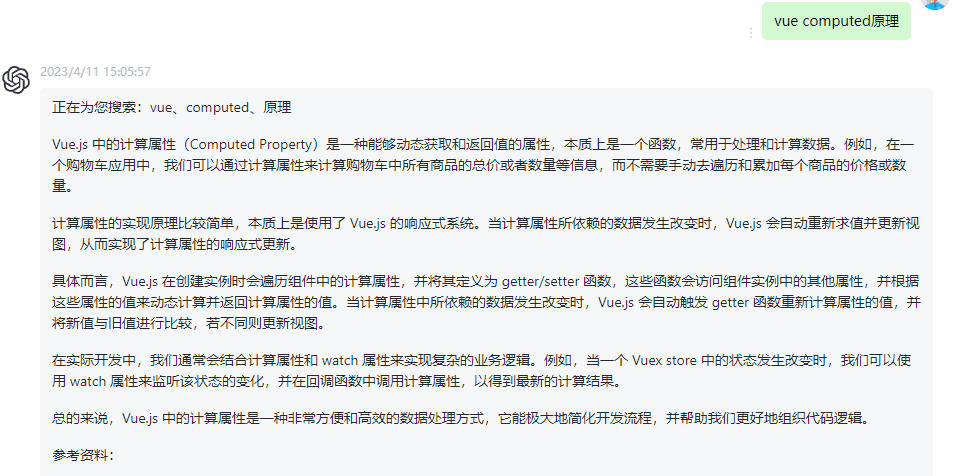 vue computed原理
2023/4/11 15:05:57
正在为您搜索：vue、computed、原理
Vue.js 中的计算属性（Computed Property）是一种能够动态获取和返回值的属性，本质上是一个函数，常用于处理和计算数据。例如，在一
个购物车应用中，我们可以通过计算属性来计算购物车中所有商品的总价或者数量等信息，而不需要手动去遍历和累加每个商品的价格或数
量。
计算属性的实现原理比较简单，本质上是使用了 Vue.js 的响应式系统。当计算属性所依赖的数据发生改变时，Vue.js 会自动重新求值并更新视
图，从而实现了计算属性的响应式更新。
具体而言，Vue.js 在创建实例时会遍历组件中的计算属性，并将其定义为 getter/setter 函数，这些函数会访问组件实例中的其他属性，并根据
这些属性的值来动态计算并返回计算属性的值。当计算属性中所依赖的数据发生改变时，Vue.js 会自动触发 getter 函数重新计算属性的值，并
将新值与旧值进行比较，若不同则更新视图。
在实际开发中，我们通常会结合计算属性和 watch 属性来实现复杂的业务逻辑。例如，当一个 Vuex store 中的状态发生改变时，我们可以使
用 watch 属性来监听该状态的变化，并在回调函数中调用计算属性，以得到最新的计算结果。
总的来说，Vue.js 中的计算属性是一种非常方便和高效的数据处理方式，它能极大地简化开发流程，并帮助我们更好地组织代码逻辑。
参考资料：